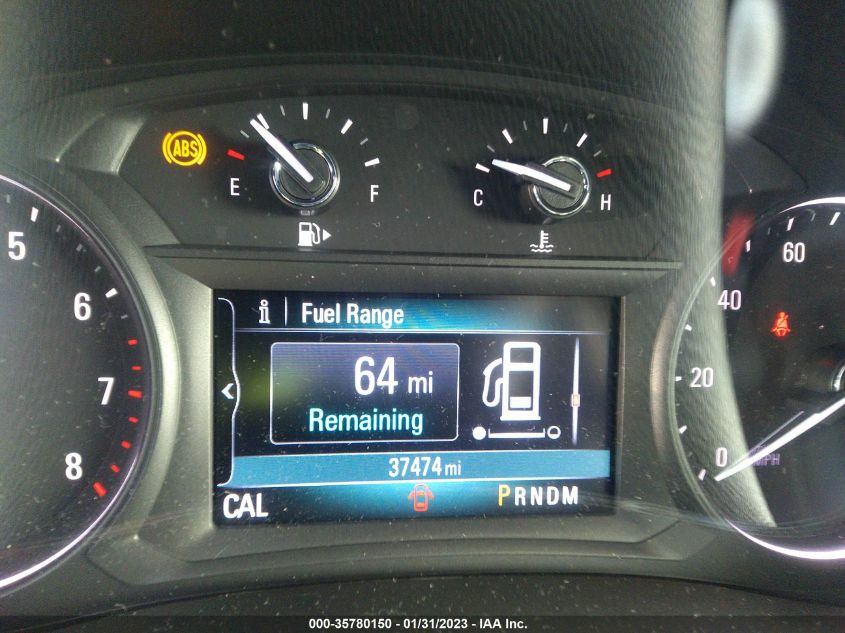 ABS
E F
C H
5
6
7
8
i Fuel Range
64 mi
Remaining
37474 mi
CAL
PRNDM
60
40
20
0
MPH
000-35780150 - 01/31/2023 - IAA Inc.